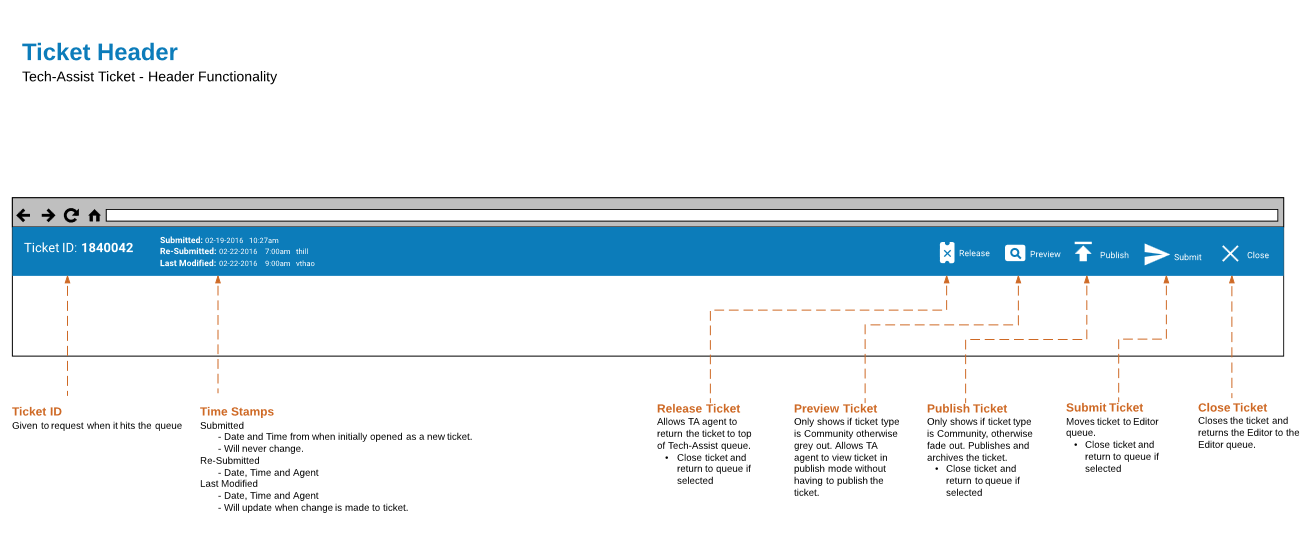 Ticket Header
Tech-Assist Ticket - Header Functionality
Ticket ID: 1840042
Submitted: 02-19-2016 10:27am
Re-Submitted: 02-22-2016 7:00am thill
Last Modified: 02-22-2016 9:00am vthao
Release
Preview
Publish
Submit
Close
Ticket ID
Given to request when it hits the queue
Time Stamps
Submitted
- Date and Time from when initially opened as a new ticket.
- Will never change.
Re-Submitted
- Date, Time and Agent
Last Modified
- Date, Time and Agent
- Will update when change is made to ticket.
Release Ticket
Allows TA agent to
return the ticket to top
of Tech-Assist queue.
• Close ticket and
return to queue if
selected
Preview Ticket
Only shows if ticket type
is Community otherwise
grey out. Allows TA
agent to view ticket in
publish mode without
having to publish the
ticket.
Publish Ticket
Only shows if ticket type
is Community, otherwise
fade out. Publishes and
archives the ticket.
• Close ticket and
return to queue if
selected
Submit Ticket
Moves ticket to Editor
queue.
• Close ticket and
return to queue if
selected
Close Ticket
Closes the ticket and
returns the Editor to the
Editor queue.